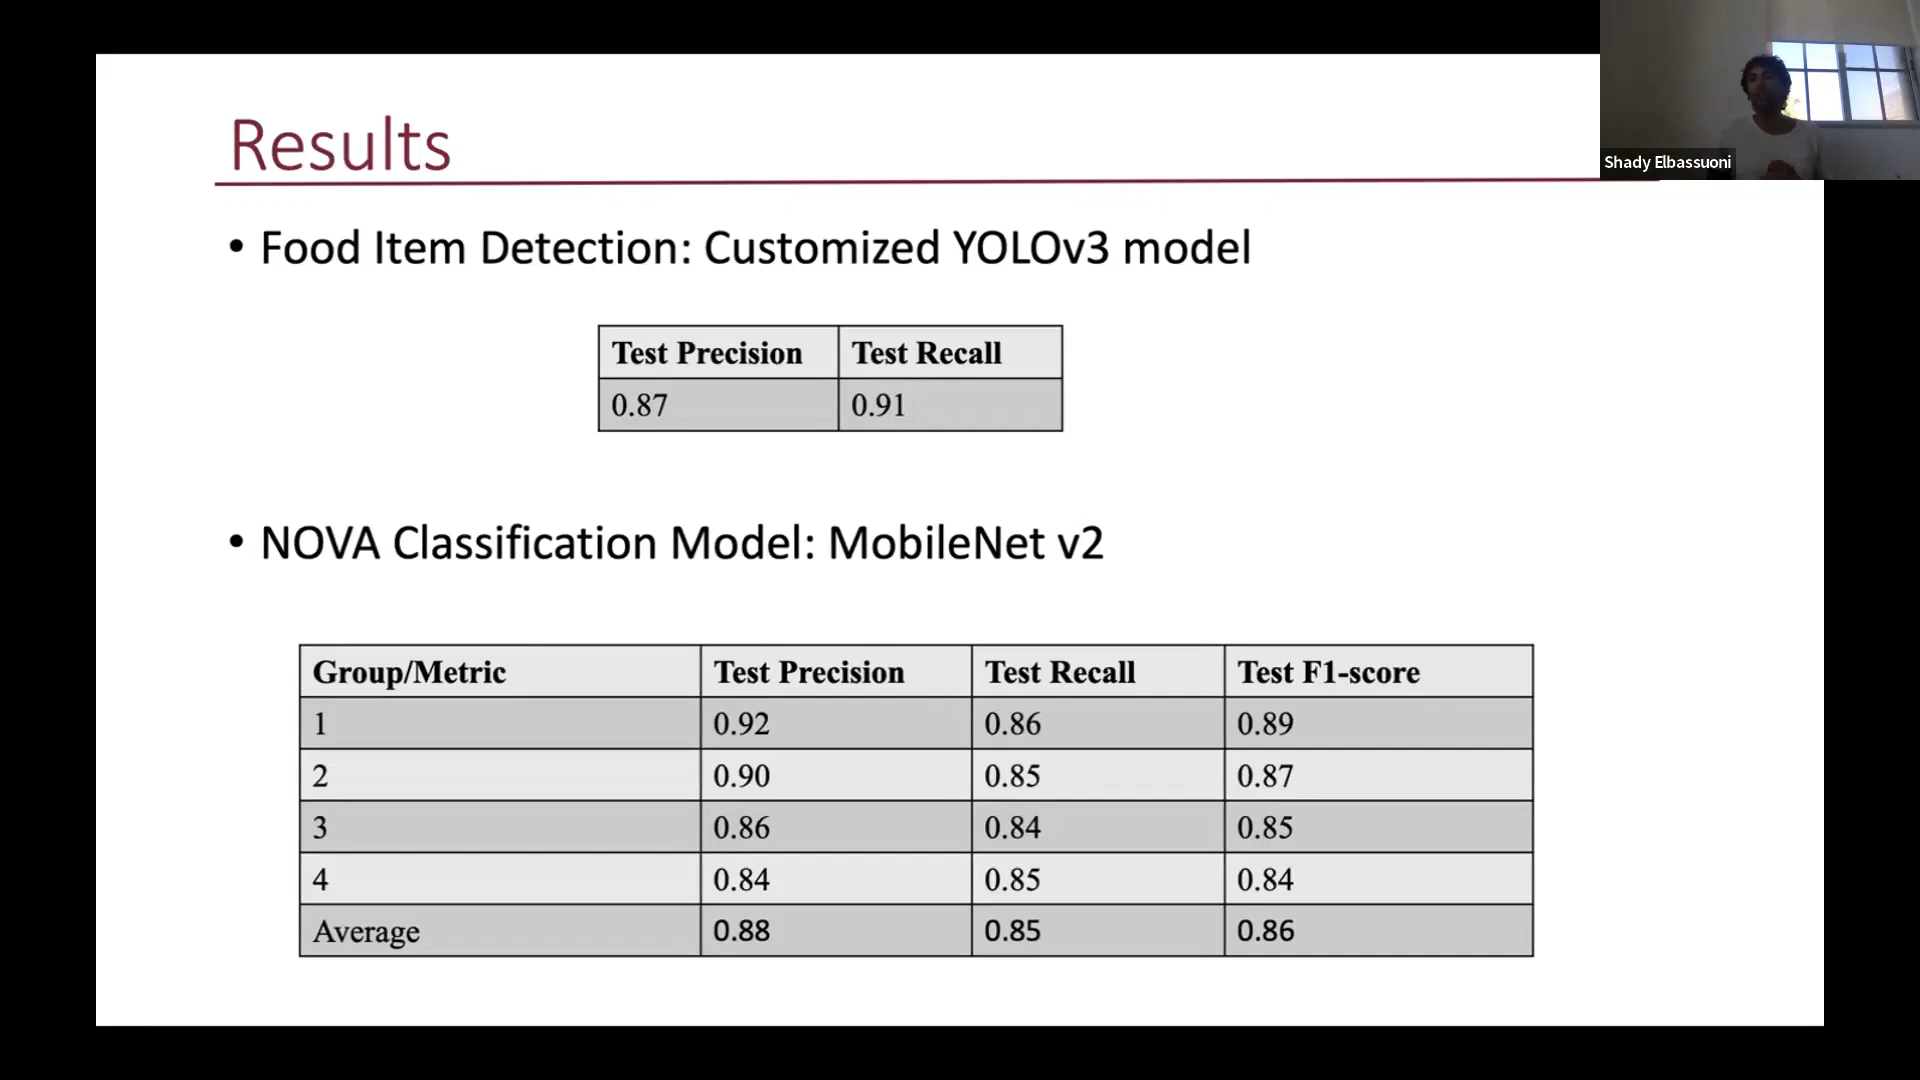 Results
Shady Elbassuoni
• Food Item Detection: Customized YOLOv3 model
Test Precision Test Recall
0.87 0.91
• NOVA Classification Model: MobileNet v2
Group/Metric Test Precision Test Recall Test F1-score
1 0.92 0.86 0.89
2 0.90 0.85 0.87
3 0.86 0.84 0.85
4 0.84 0.85 0.84
Average 0.88 0.85 0.86